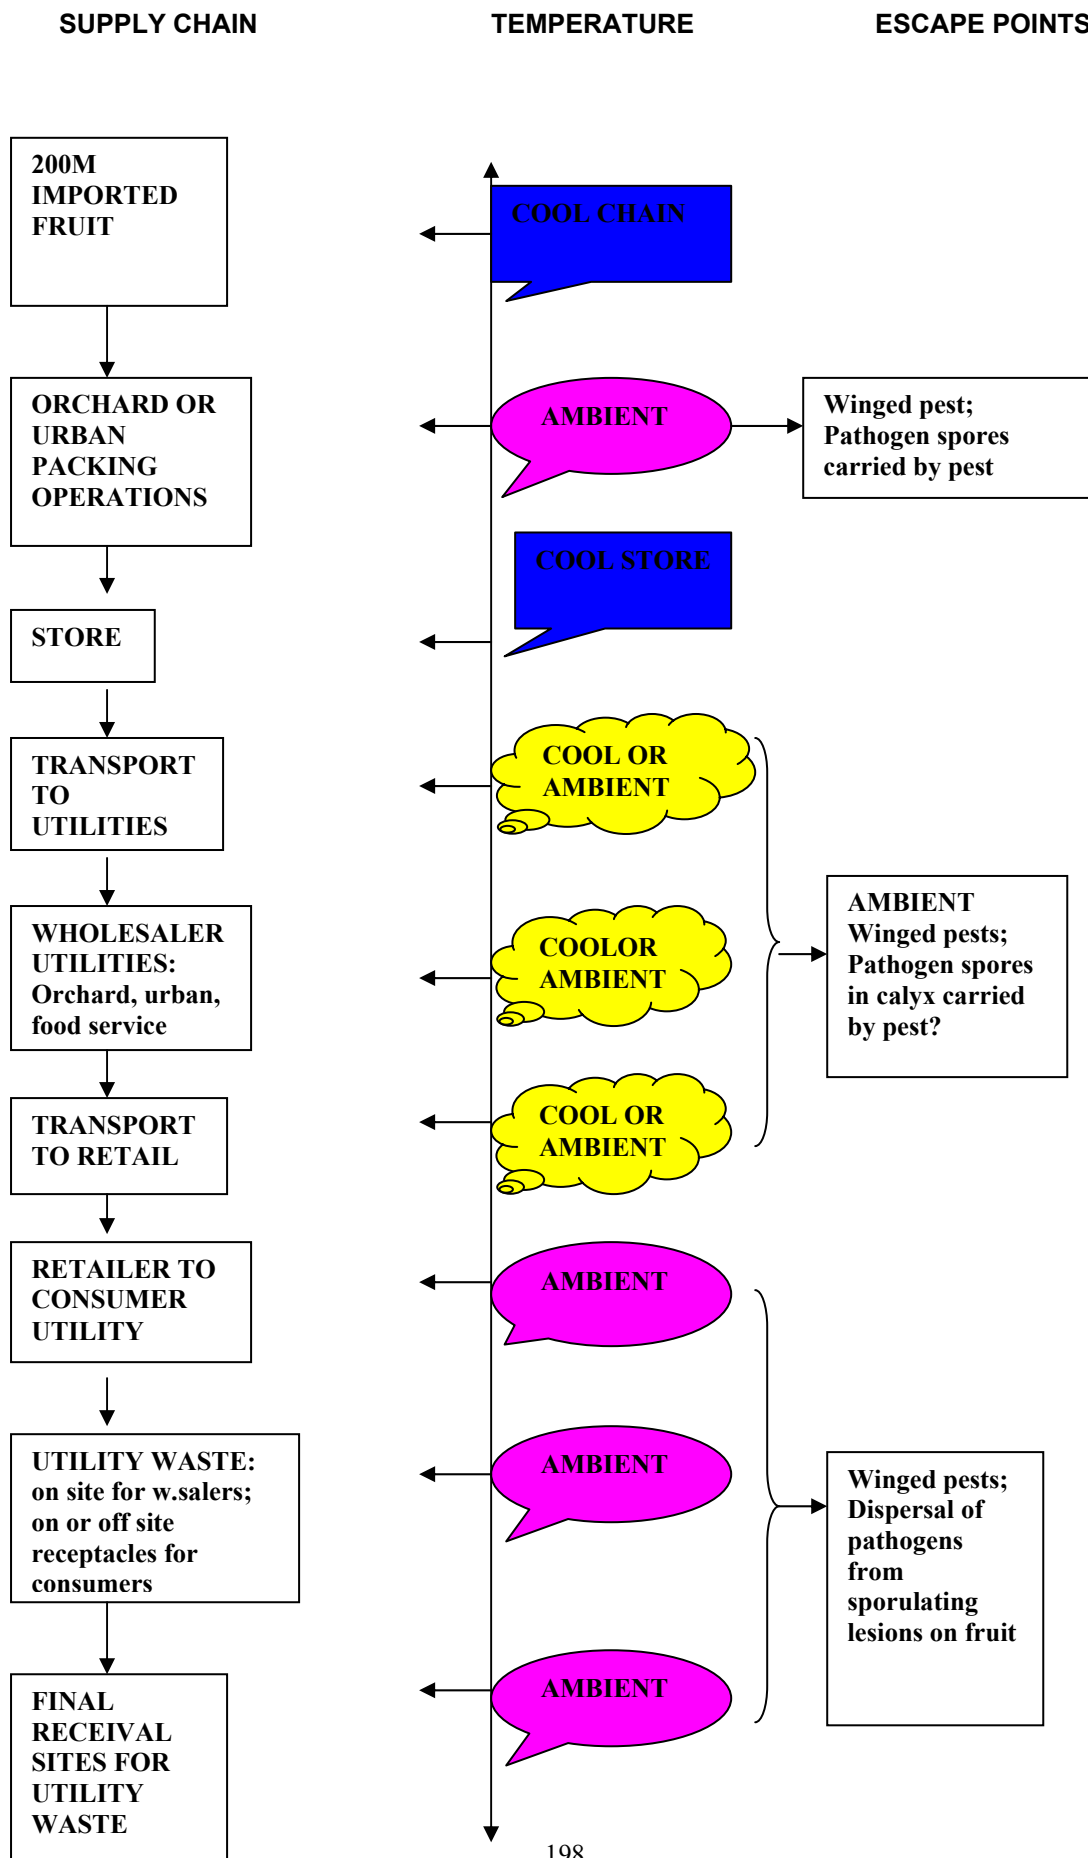 SUPPLY CHAIN
TEMPERATURE
ESCAPE POINTS
200M
IMPORTED
FRUIT
COOL CHAIN
ORCHARD OR
URBAN
PACKING
OPERATIONS
AMBIENT
Winged pest;
Pathogen spores
carried by pest
STORE
COOL STORE
TRANSPORT
TO
UTILITIES
COOL OR
AMBIENT
WHOLESALER
UTILITIES:
Orchard, urban,
food service
COOLOR
AMBIENT
AMBIENT
Winged pests;
Pathogen spores
in calyx carried
by pest?
TRANSPORT
TO RETAIL
COOL OR
AMBIENT
RETAILER TO
CONSUMER
UTILITY
AMBIENT
UTILITY WASTE:
on site for w.salers;
on or off site
receptacles for
consumers
AMBIENT
Winged pests;
Dispersal of
pathogens
from
sporulating
lesions on fruit
FINAL
RECEIVAL
SITES FOR
UTILITY
WASTE
AMBIENT
198